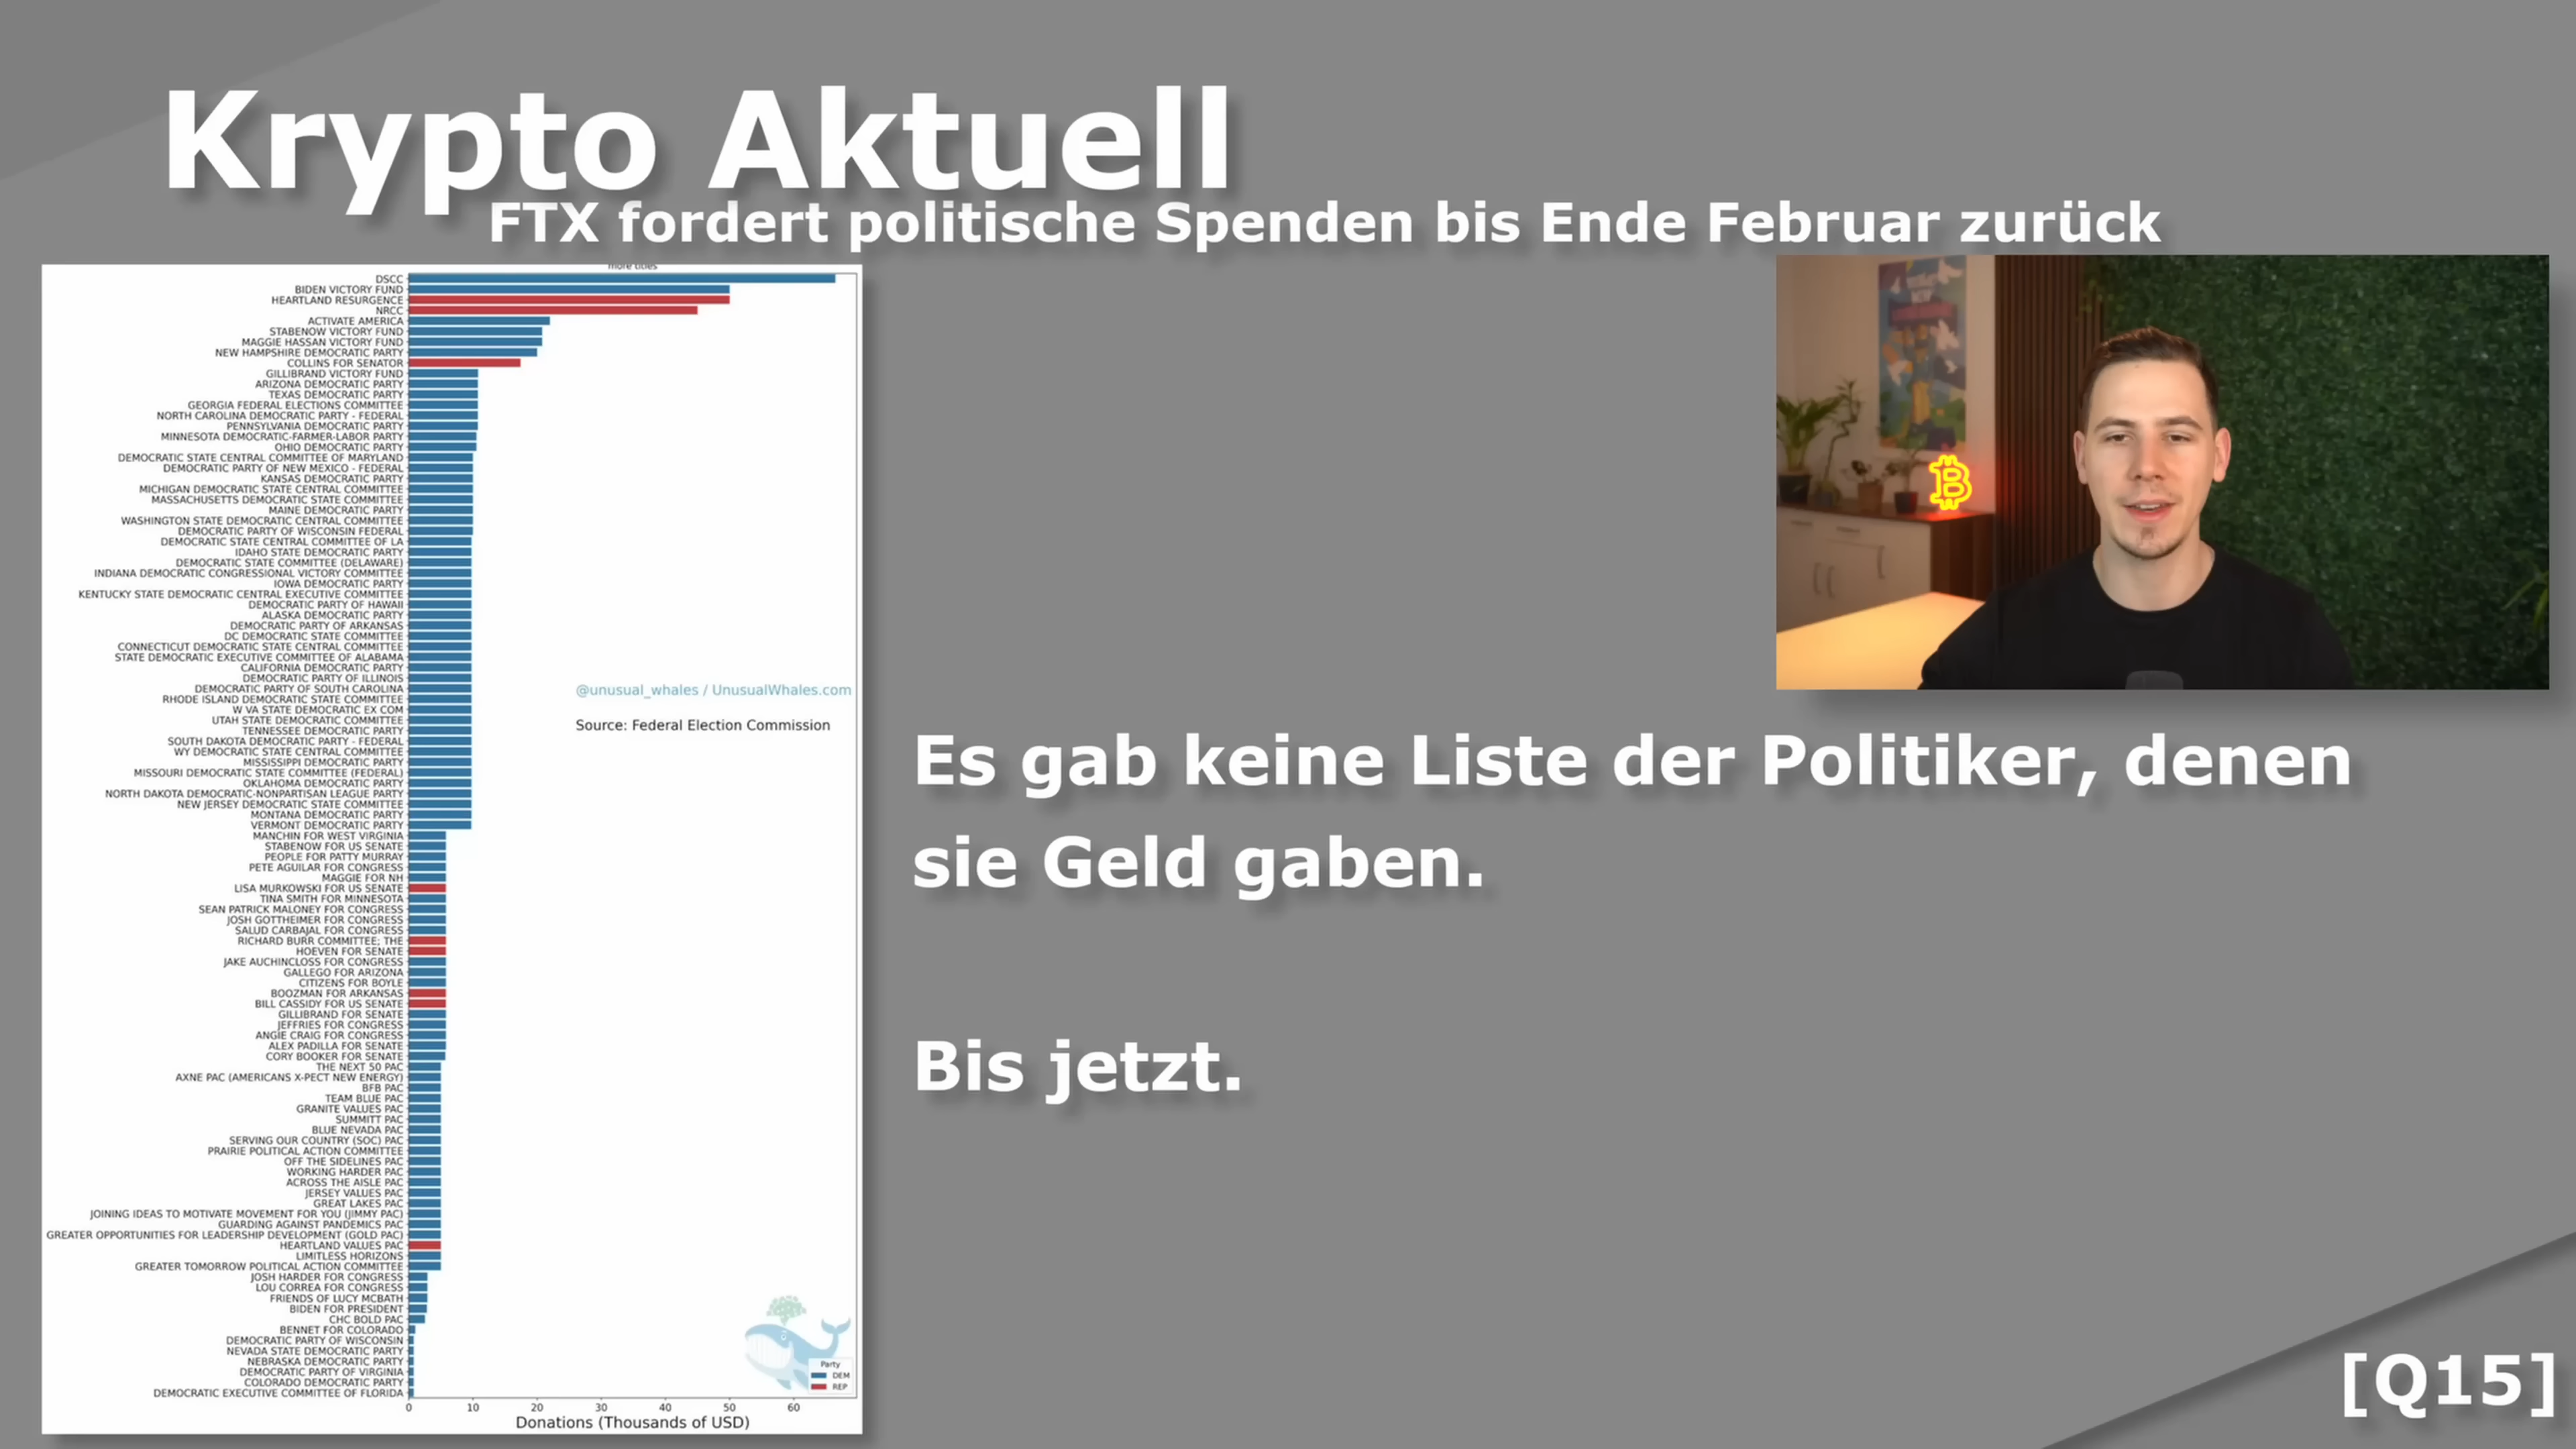 Krypto Aktuell
FTX fordert politische Spenden bis Ende Februar zurück
more titles
DSCC
BIDEN VICTORY FUND
HEARTLAND RESURGENCE
NRCC
ACTIVATE AMERICA
STABENOW VICTORY FUND
MAGGIE HASSAN VICTORY FUND
NEW HAMPSHIRE DEMOCRATIC PARTY
COLLINS FOR SENATOR
GILLIBRAND VICTORY FUND
ARIZONA DEMOCRATIC PARTY
TEXAS DEMOCRATIC PARTY
GEORGIA FEDERAL ELECTIONS COMMITTEE
NORTH CAROLINA DEMOCRATIC PARTY - FEDERAL
PENNSYLVANIA DEMOCRATIC PARTY
MINNESOTA DEMOCRATIC-FARMER-LABOR PARTY
OHIO DEMOCRATIC PARTY
DEMOCRATIC STATE CENTRAL COMMITTEE OF MARYLAND
DEMOCRATIC PARTY OF NEW MEXICO - FEDERAL
KANSAS DEMOCRATIC PARTY
MICHIGAN DEMOCRATIC STATE CENTRAL COMMITTEE
MASSACHUSETTS DEMOCRATIC STATE COMMITTEE
MAINE DEMOCRATIC PARTY
WASHINGTON STATE DEMOCRATIC CENTRAL COMMITTEE
DEMOCRATIC PARTY OF WISCONSIN FEDERAL
DEMOCRATIC STATE CENTRAL COMMITTEE OF LA
IDAHO STATE DEMOCRATIC PARTY
DEMOCRATIC STATE COMMITTEE (DELAWARE)
INDIANA DEMOCRATIC CONGRESSIONAL VICTORY COMMITTEE
IOWA DEMOCRATIC PARTY
KENTUCKY STATE DEMOCRATIC CENTRAL EXECUTIVE COMMITTEE
DEMOCRATIC PARTY OF HAWAII
ALASKA DEMOCRATIC PARTY
DEMOCRATIC PARTY OF ARKANSAS
DC DEMOCRATIC STATE COMMITTEE
CONNECTICUT DEMOCRATIC STATE CENTRAL COMMITTEE
STATE DEMOCRATIC EXECUTIVE COMMITTEE OF ALABAMA
CALIFORNIA DEMOCRATIC PARTY
DEMOCRATIC PARTY OF ILLINOIS
DEMOCRATIC PARTY OF SOUTH CAROLINA
RHODE ISLAND DEMOCRATIC STATE COMMITTEE
W VA STATE DEMOCRATIC EX COM
UTAH STATE DEMOCRATIC COMMITTEE
TENNESSEE DEMOCRATIC PARTY
SOUTH DAKOTA DEMOCRATIC PARTY - FEDERAL
WY DEMOCRATIC STATE CENTRAL COMMITTEE
MISSISSIPPI DEMOCRATIC PARTY
MISSOURI DEMOCRATIC STATE COMMITTEE (FEDERAL)
OKLAHOMA DEMOCRATIC PARTY
NORTH DAKOTA DEMOCRATIC-NONPARTISAN LEAGUE PARTY
NEW JERSEY DEMOCRATIC STATE COMMITTEE
MONTANA DEMOCRATIC PARTY
VERMONT DEMOCRATIC PARTY
MANCHIN FOR WEST VIRGINIA
STABENOW FOR US SENATE
PEOPLE FOR PATTY MURRAY
PETE AGUILAR FOR CONGRESS
MAGGIE FOR NH
LISA MURKOWSKI FOR US SENATE
TINA SMITH FOR MINNESOTA
SEAN PATRICK MALONEY FOR CONGRESS
JOSH GOTTHEIMER FOR CONGRESS
SALUD CARBAJAL FOR CONGRESS
RICHARD BURR COMMITTEE; THE
HOEVEN FOR SENATE
JAKE AUCHINCLOSS FOR CONGRESS
GALLEGO FOR ARIZONA
CITIZENS FOR BOYLE
BOOZMAN FOR ARKANSAS
BILL CASSIDY FOR US SENATE
GILLIBRAND FOR SENATE
JEFFRIES FOR CONGRESS
ANGIE CRAIG FOR CONGRESS
ALEX PADILLA FOR SENATE
CORY BOOKER FOR SENATE
THE NEXT 50 PAC
AXNE PAC (AMERICANS X-PECT NEW ENERGY)
BFB PAC
TEAM BLUE PAC
GRANITE VALUES PAC
SUMMITT PAC
BLUE NEVADA PAC
SERVING OUR COUNTRY (SOC) PAC
PRAIRIE POLITICAL ACTION COMMITTEE
OFF THE SIDELINES PAC
WORKING HARDER PAC
ACROSS THE AISLE PAC
JERSEY VALUES PAC
GREAT LAKES PAC
JOINING IDEAS TO MOTIVATE MOVEMENT FOR YOU (JIMMY PAC)
GUARDING AGAINST PANDEMICS PAC
GREATER OPPORTUNITIES FOR LEADERSHIP DEVELOPMENT (GOLD PAC)
HEARTLAND VALUES PAC
LIMITLESS HORIZONS
GREATER TOMORROW POLITICAL ACTION COMMITTEE
JOSH HARDER FOR CONGRESS
LOU CORREA FOR CONGRESS
FRIENDS OF LUCY MCBATH
BIDEN FOR PRESIDENT
CHC BOLD PAC
BENNET FOR COLORADO
DEMOCRATIC PARTY OF WISCONSIN
NEVADA STATE DEMOCRATIC PARTY
NEBRASKA DEMOCRATIC PARTY
DEMOCRATIC PARTY OF VIRGINIA
COLORADO DEMOCRATIC PARTY
DEMOCRATIC EXECUTIVE COMMITTEE OF FLORIDA
0 10 20 30 40 50 60
Donations (Thousands of USD)
@unusual_whales / UnusualWhales.com
Source: Federal Election Commission
Party
DEM
REP
Es gab keine Liste der Politiker, denen
sie Geld gaben.
Bis jetzt.
[Q15]